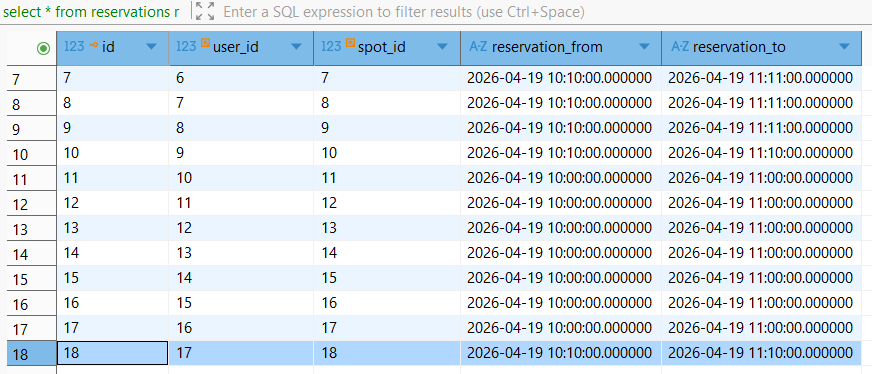 select * from reservations r Enter a SQL expression to filter results (use Ctrl+Space)
123 id 123 user_id 123 spot_id A-Z reservation_from A-Z reservation_to
7 7 6 7 2026-04-19 10:10:00.000000 2026-04-19 11:11:00.000000
8 8 7 8 2026-04-19 10:10:00.000000 2026-04-19 11:11:00.000000
9 9 8 9 2026-04-19 10:10:00.000000 2026-04-19 11:11:00.000000
10 10 9 10 2026-04-19 10:10:00.000000 2026-04-19 11:10:00.000000
11 11 10 11 2026-04-19 10:00:00.000000 2026-04-19 11:00:00.000000
12 12 11 12 2026-04-19 10:00:00.000000 2026-04-19 11:00:00.000000
13 13 12 13 2026-04-19 10:00:00.000000 2026-04-19 11:00:00.000000
14 14 13 14 2026-04-19 10:00:00.000000 2026-04-19 11:00:00.000000
15 15 14 15 2026-04-19 10:00:00.000000 2026-04-19 11:00:00.000000
16 16 15 16 2026-04-19 10:00:00.000000 2026-04-19 11:00:00.000000
17 17 16 17 2026-04-19 10:00:00.000000 2026-04-19 11:00:00.000000
18 18 17 18 2026-04-19 10:10:00.000000 2026-04-19 11:10:00.000000